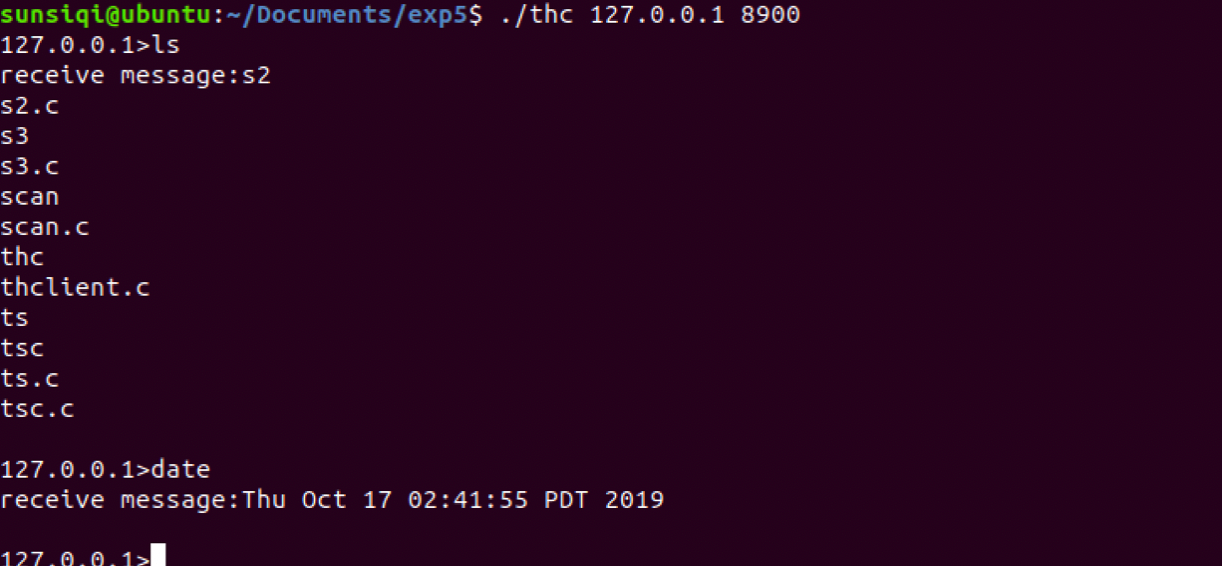 sunsiqi@ubuntu:~/Documents/exp5$ ./thc 127.0.0.1 8900
127.0.0.1>ls
receive message:s2
s2.c
s3
s3.c
scan
scan.c
thc
thclient.c
ts
tsc
ts.c
tsc.c
127.0.0.1>date
receive message:Thu Oct 17 02:41:55 PDT 2019
127.0.0.1>